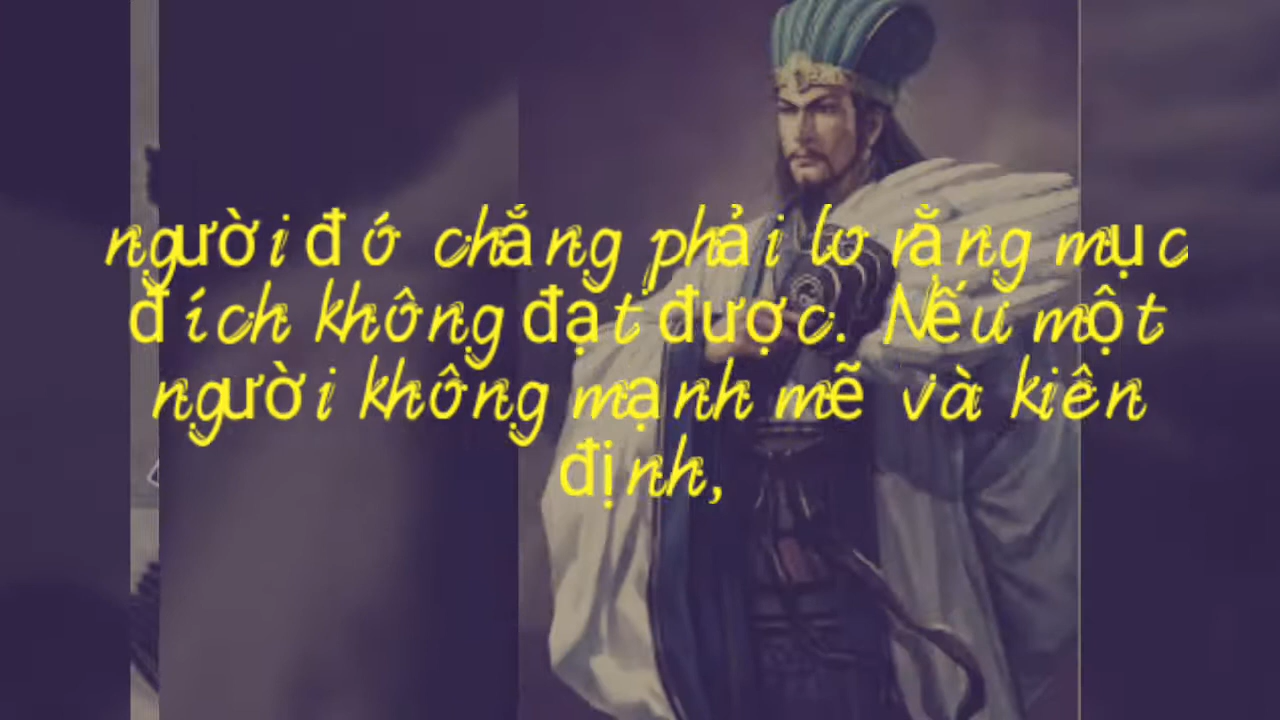 người đó chẳng phải lo rằng mục
đích không đạt được. Nếu một
người không mạnh mẽ và kiên
định,